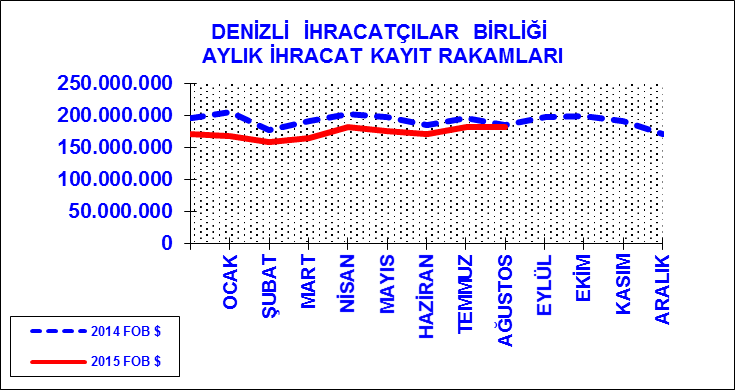 DENİZLİ İHRACATÇILAR BİRLİĞİ
AYLIK İHRACAT KAYIT RAKAMLARI
250.000.000
200.000.000
150.000.000
100.000.000
50.000.000
0
OCAK
ŞUBAT
MART
NİSAN
MAYIS
HAZİRAN
TEMMUZ
AĞUSTOS
EYLÜL
EKİM
KASIM
ARALIK
2014 FOB $
2015 FOB $